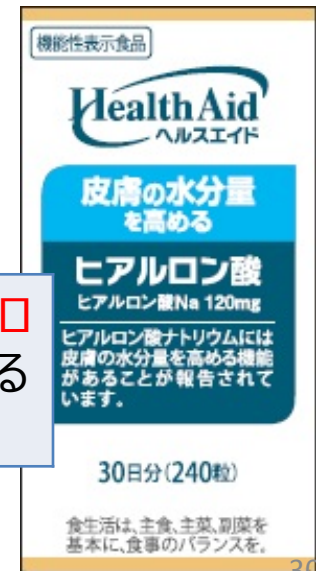 機能性表示食品
HealthAid
ヘルスエイド
皮膚の水分量
を高める
ヒアルロン酸
ヒアルロン酸Na 120mg
ロ
る
ヒアルロン酸ナトリウムには
皮膚の水分量を高める機能
があることが報告されて
います。
30日分(240粒)
食生活は、主食、主菜、副菜を
基本に、食事のバランスを。